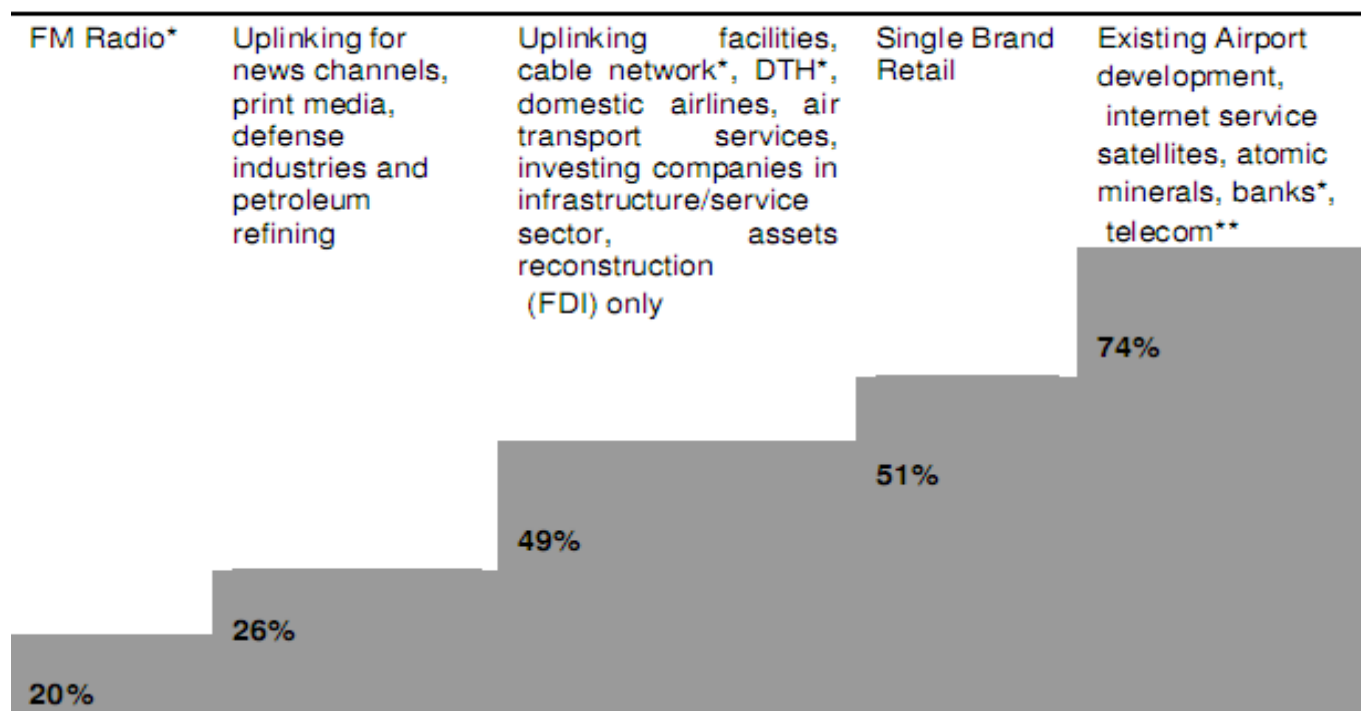 FM Radio*
Uplinking for
news channels,
print media,
defense
industries and
petroleum
refining
Uplinking facilities,
cable network*, DTH*,
domestic airlines, air
transport services,
investing companies in
infrastructure/service
sector, assets
reconstruction
(FDI) only
Single Brand
Retail
Existing Airport
development,
internet service
satellites, atomic
minerals, banks*,
telecom**
74%
51%
49%
26%
20%